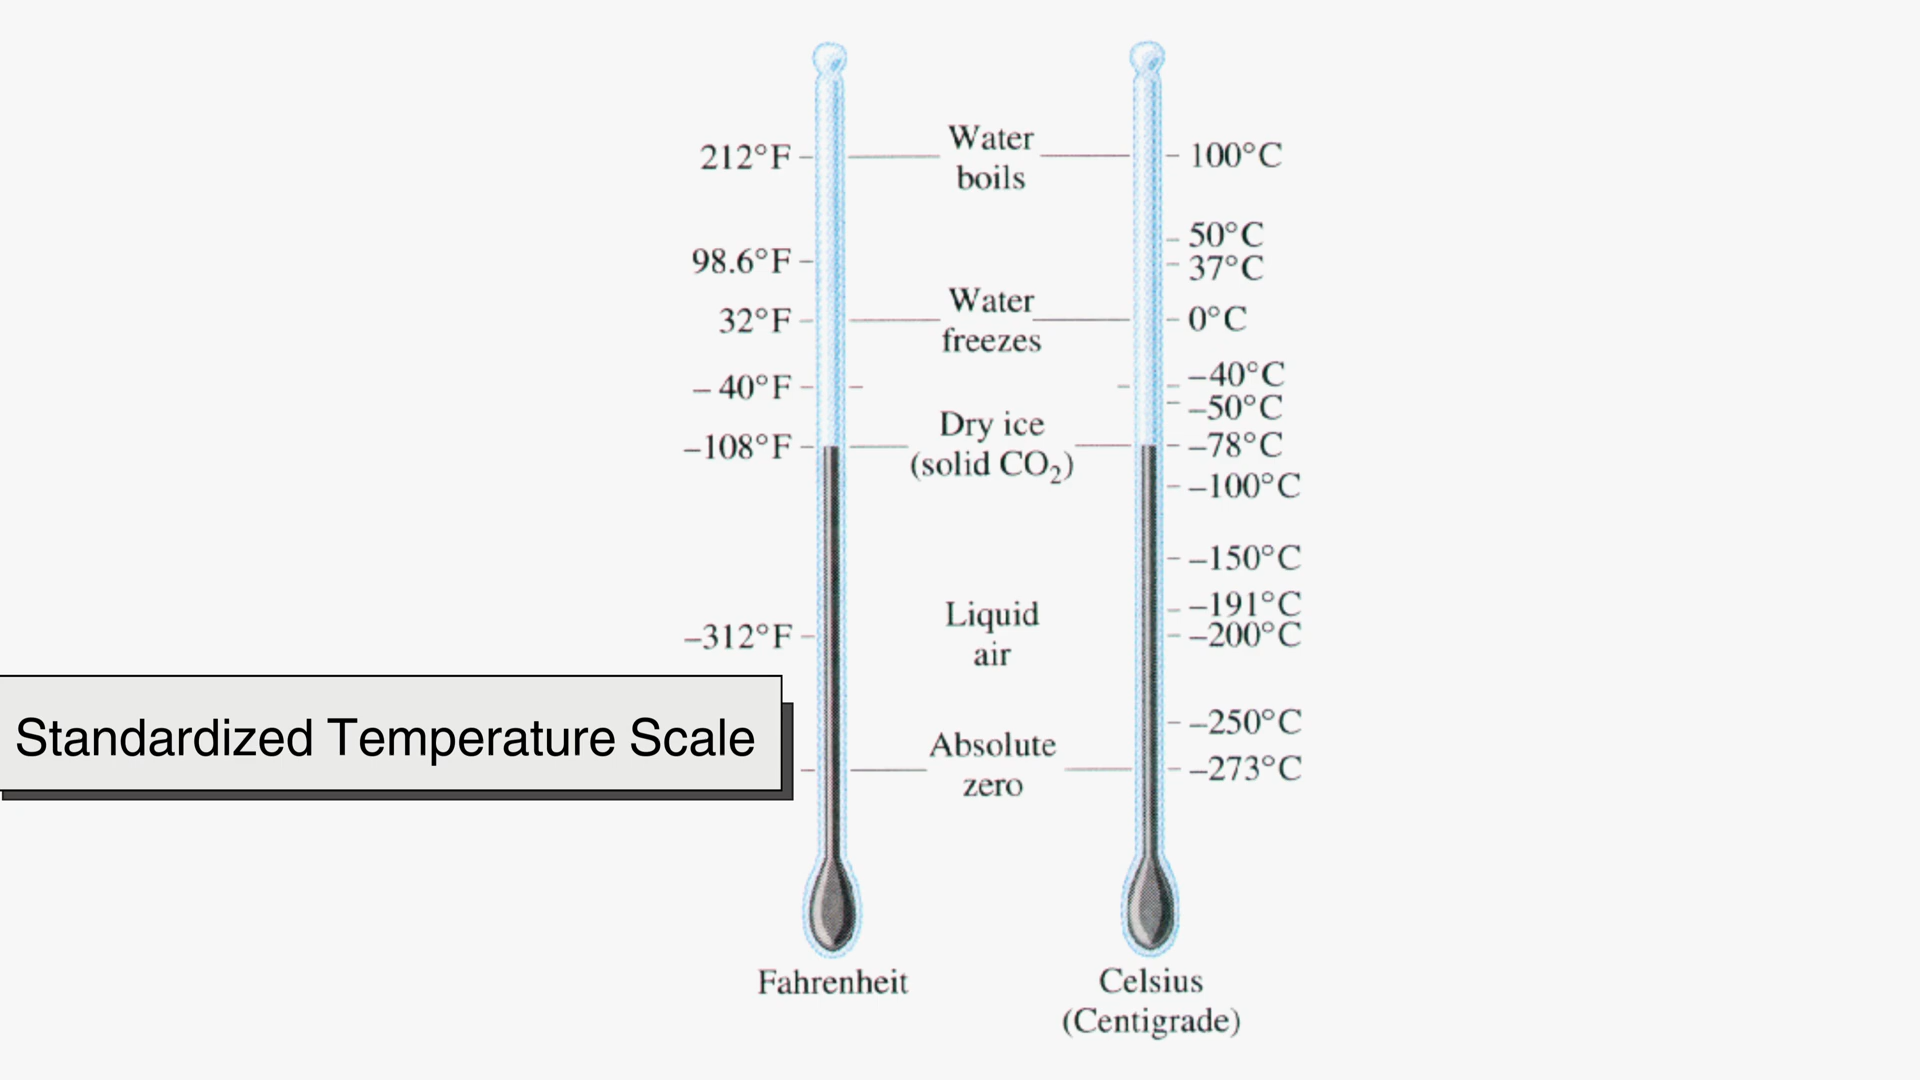 Water
212°F 100°C
boils
50°C
98.6°F 37°C
Water
32°F 0°C
freezes
– 40°F –40°C
–50°C
Dry ice
–108°F –78°C
(solid CO₂)
–100°C
–150°C
–191°C
Liquid
–312°F –200°C
air
–250°C
Standardized Temperature Scale
Absolute
–273°C
zero
Fahrenheit Celsius
(Centigrade)